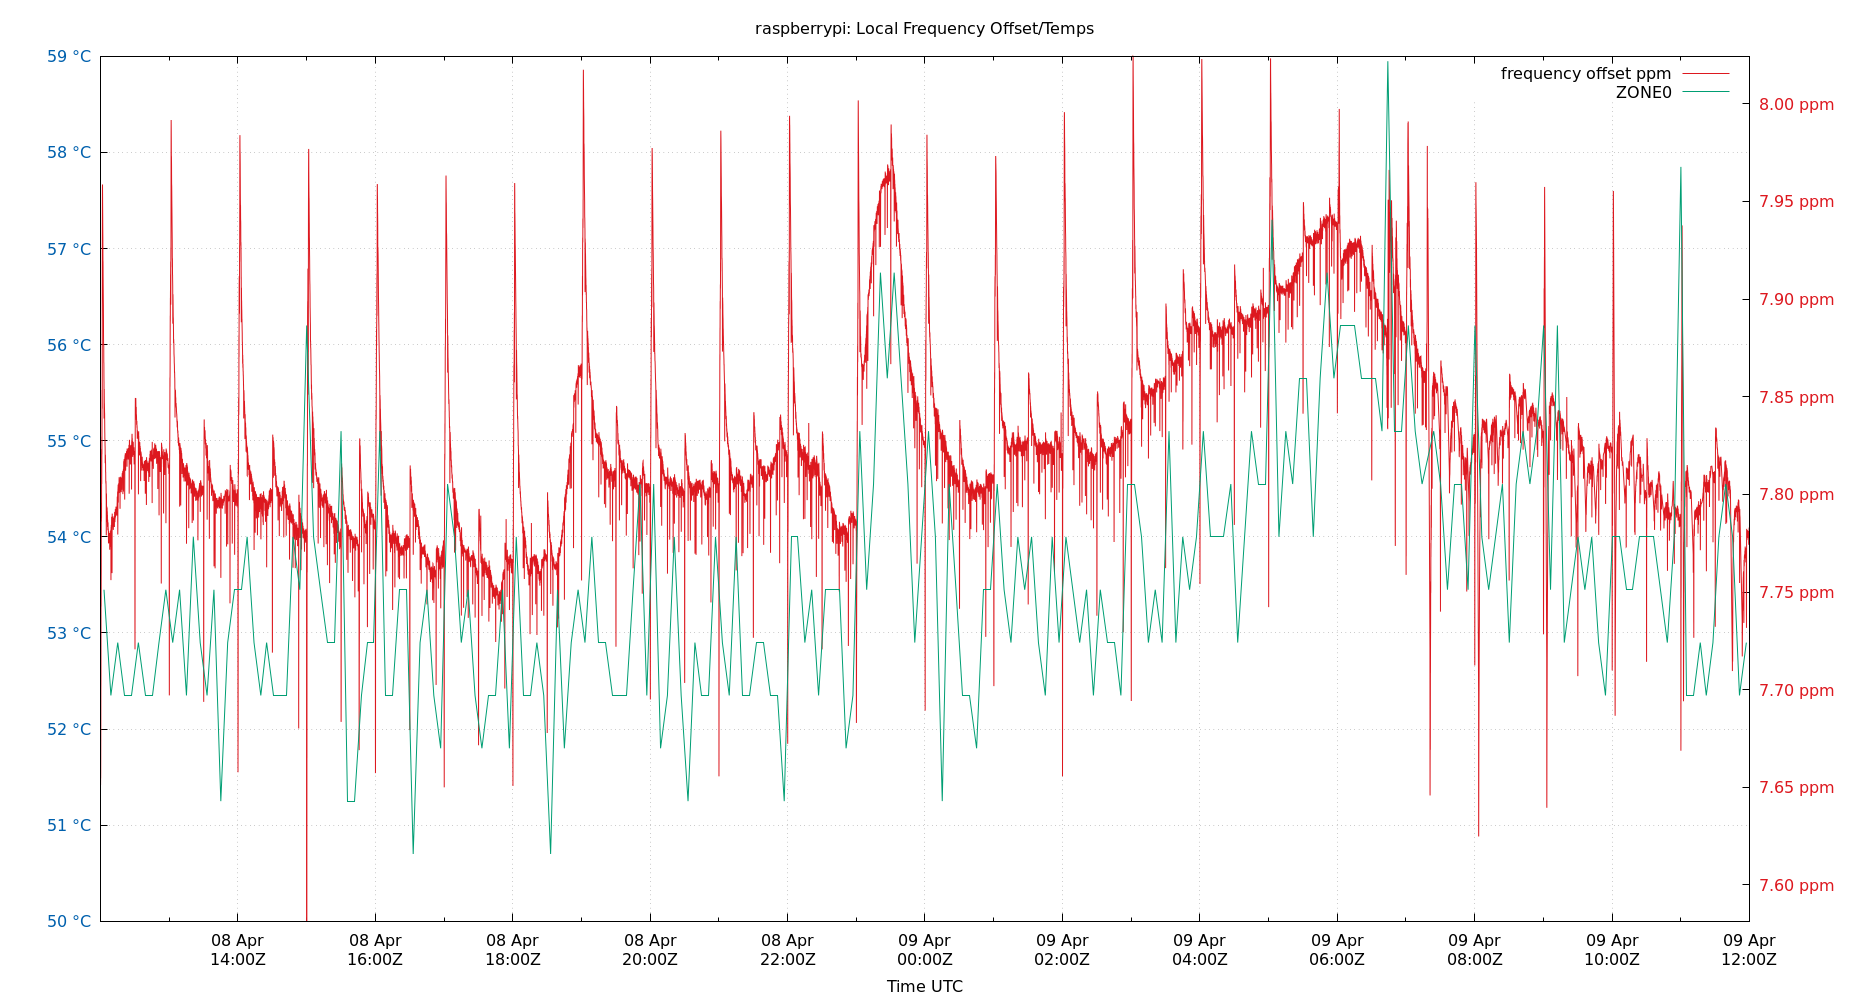 raspberrypi: Local Frequency Offset/Temps
59 °C
58 °C
57 °C
56 °C
55 °C
54 °C
53 °C
52 °C
51 °C
50 °C
frequency offset ppm
ZONE0
8.00 ppm
7.95 ppm
7.90 ppm
7.85 ppm
7.80 ppm
7.75 ppm
7.70 ppm
7.65 ppm
7.60 ppm
08 Apr 08 Apr 08 Apr 08 Apr 08 Apr 09 Apr 09 Apr 09 Apr 09 Apr 09 Apr 09 Apr 09 Apr
14:00Z 16:00Z 18:00Z 20:00Z 22:00Z 00:00Z 02:00Z 04:00Z 06:00Z 08:00Z 10:00Z 12:00Z
Time UTC